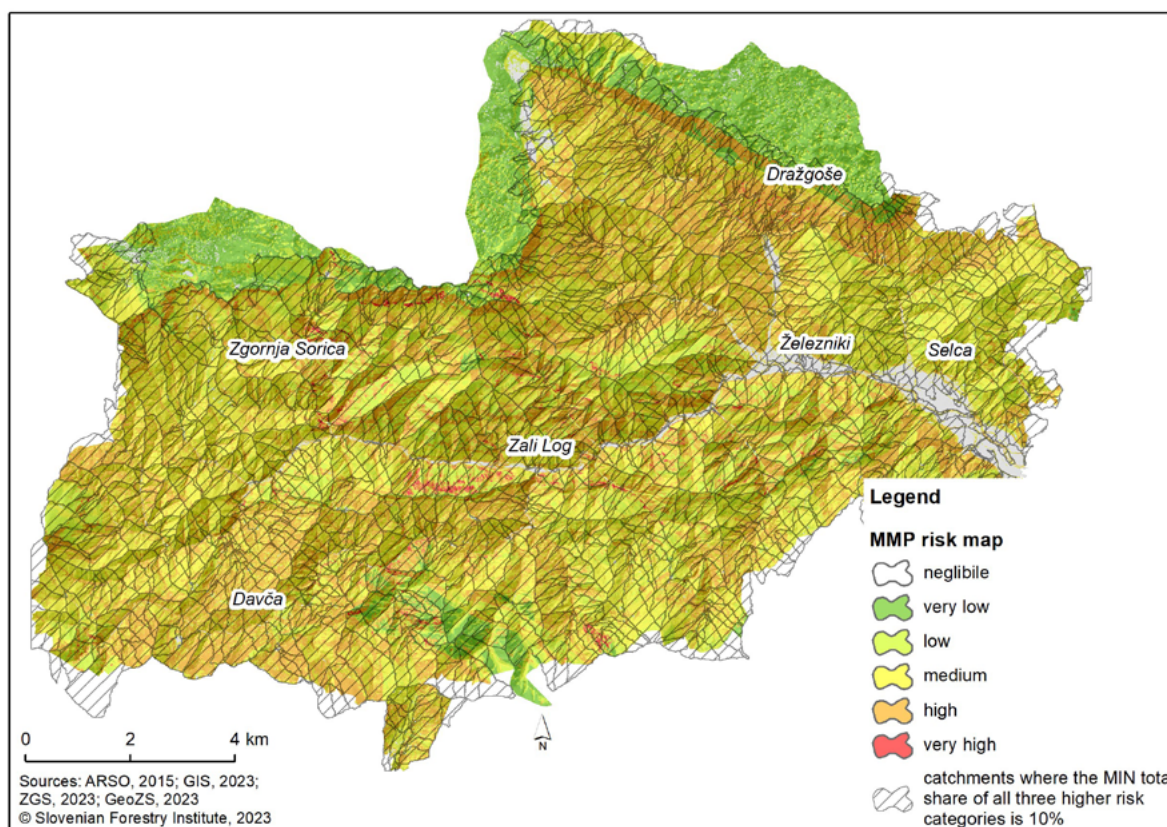 Dražgoše
Zgornja Sorica
Železniki
Selca
Zali Log
Davča
Legend
MMP risk map
neglibile
very low
low
medium
high
very high
catchments where the MIN tota
share of all three higher risk
categories is 10%
0 2 4 km
N
Sources: ARSO, 2015; GIS, 2023;
ZGS, 2023; GeoZS, 2023
© Slovenian Forestry Institute, 2023